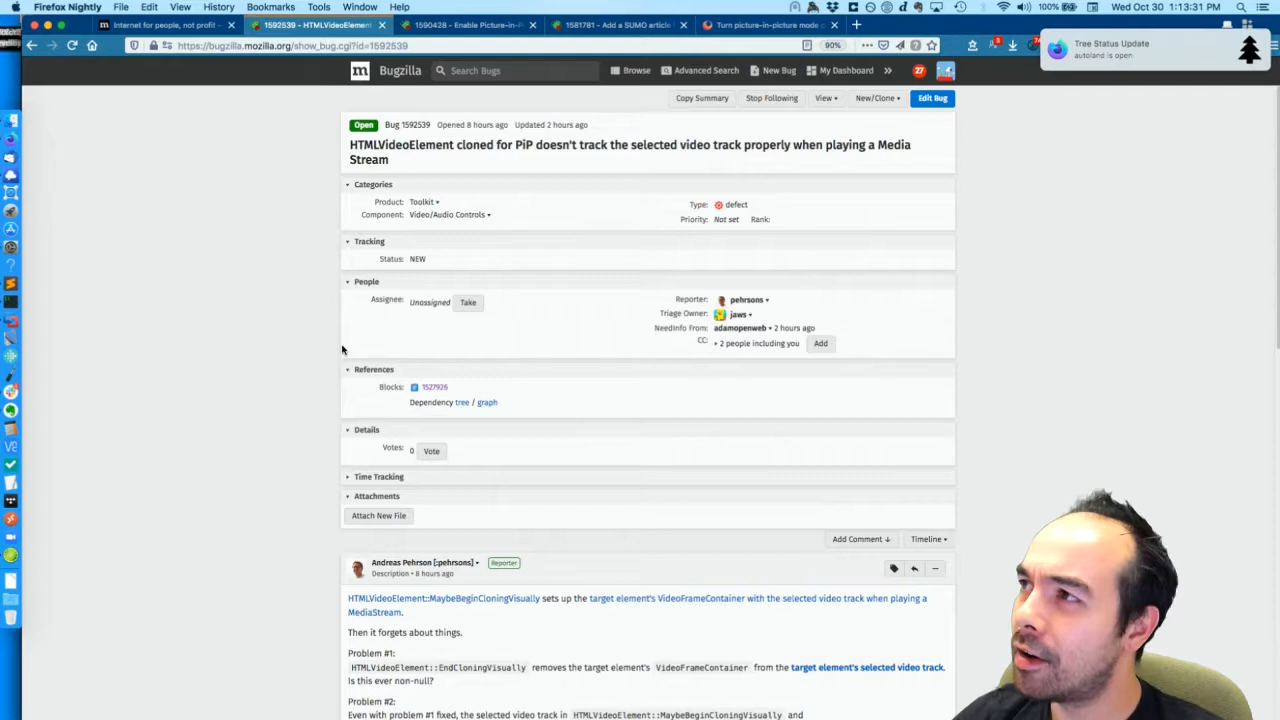 Firefox Nightly File Edit View History Bookmarks Tools Window Help 100% Wed Oct 30 1:13:31 PM
Internet for people, not profit — 1592539 - HTMLVideoElement 1590428 - Enable Picture-in-P 1581781 - Add a SUMO article Turn picture-in-picture mode
https://bugzilla.mozilla.org/show_bug.cgi?id=1592539 90%
Tree Status Update
autoland is open
Bugzilla Search Bugs Browse Advanced Search New Bug My Dashboard » 27
Copy Summary Stop Following View New/Clone Edit Bug
Open Bug 1592539 Opened 8 hours ago Updated 2 hours ago
HTMLVideoElement cloned for PiP doesn't track the selected video track properly when playing a Media
Stream
Categories
Product: Toolkit
Component: Video/Audio Controls
Type: defect
Priority: Not set Rank:
Tracking
Status: NEW
People
Assignee: Unassigned Take
Reporter: pehrsons
Triage Owner: jaws
NeedInfo From: adamopenweb • 2 hours ago
CC: 2 people including you Add
References
Blocks: 1527926
Dependency tree / graph
Details
Votes: 0 Vote
Time Tracking
Attachments
Attach New File
Add Comment ↓ Timeline
Andreas Pehrson [:pehrsons] Reporter
Description • 8 hours ago
HTMLVideoElement::MaybeBeginCloningVisually sets up the target element's VideoFrameContainer with the selected video track when playing a
MediaStream.
Then it forgets about things.
Problem #1:
HTMLVideoElement::EndCloningVisually removes the target element's VideoFrameContainer from the target element's selected video track.
Is this ever non-null?
Problem #2:
Even with problem #1 fixed, the selected video track in HTMLVideoElement::MaybeBeginCloningVisually and